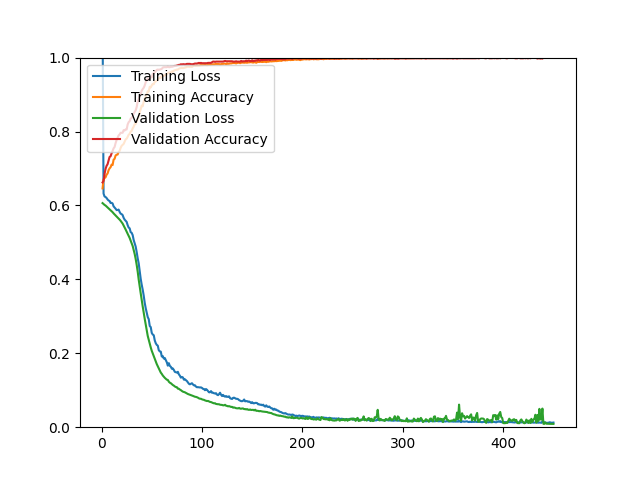 1.0
0.8
0.6
0.4
0.2
0.0
Training Loss
Training Accuracy
Validation Loss
Validation Accuracy
0 100 200 300 400